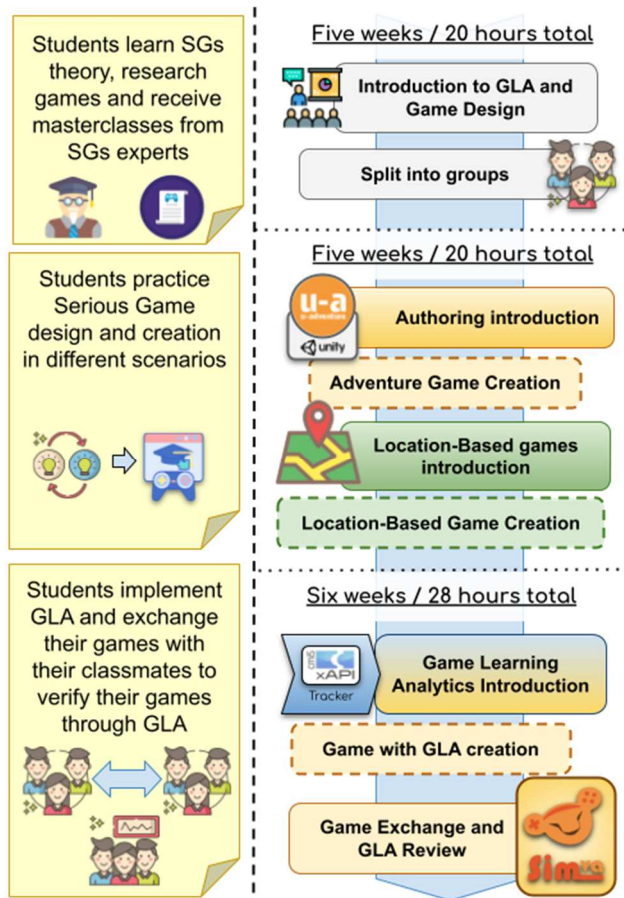 Students learn SGs
theory, research
games and receive
masterclasses from
SGs experts
Five weeks / 20 hours total
Introduction to GLA and
Game Design
Split into groups
Students practice
Serious Game
design and creation
in different scenarios
Five weeks / 20 hours total
u-a
u-adventure
unity
Authoring introduction
Adventure Game Creation
Location-Based games
introduction
Location-Based Game Creation
Students implement
GLA and exchange
their games with
their classmates to
verify their games
through GLA
Six weeks / 28 hours total
cmi5
xAPI
Tracker
Game Learning
Analytics Introduction
Game with GLA creation
Game Exchange and
GLA Review
Simva